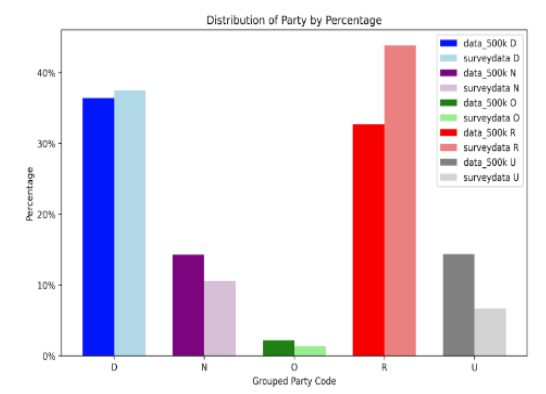 Distribution of Party by Percentage
data_500k D
surveydata D
data_500k N
surveydata N
data_500k O
surveydata O
data_500k R
surveydata R
data_500k U
surveydata U
Percentage
40%
30%
20%
10%
0%
D N O R U
Grouped Party Code